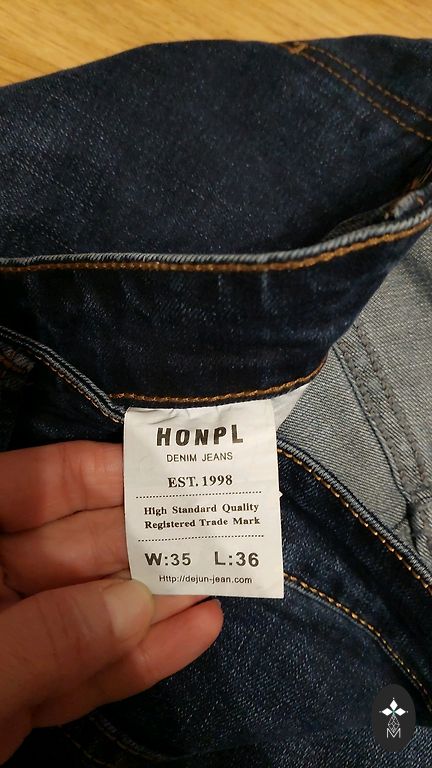 HONPL
DENIM JEANS
EST. 1998
High Standard Quality
Registered Trade Mark
W:35 L:36
Http://dejun-jean.com
M